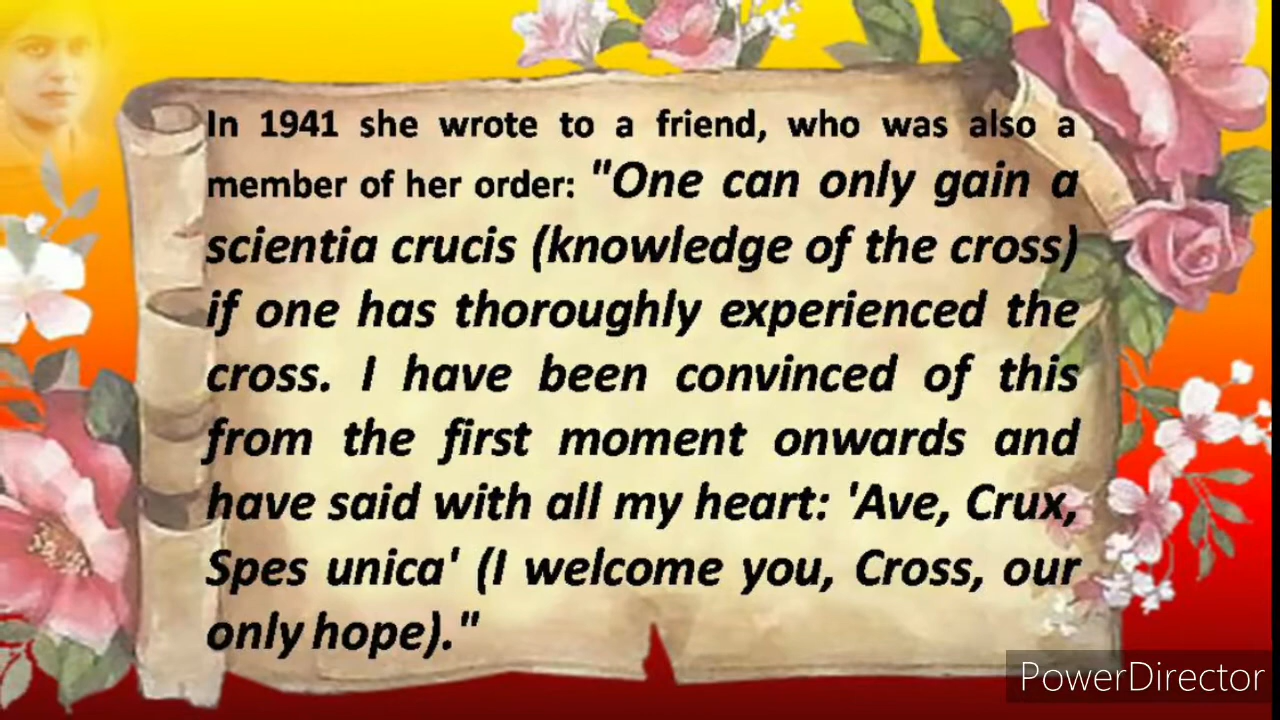 In 1941 she wrote to a friend, who was also a
member of her order: "One can only gain a
scientia crucis (knowledge of the cross)
if one has thoroughly experienced the
cross. I have been convinced of this
from the first moment onwards and
have said with all my heart: 'Ave, Crux,
Spes unica' (I welcome you, Cross, our
only hope)."
PowerDirector